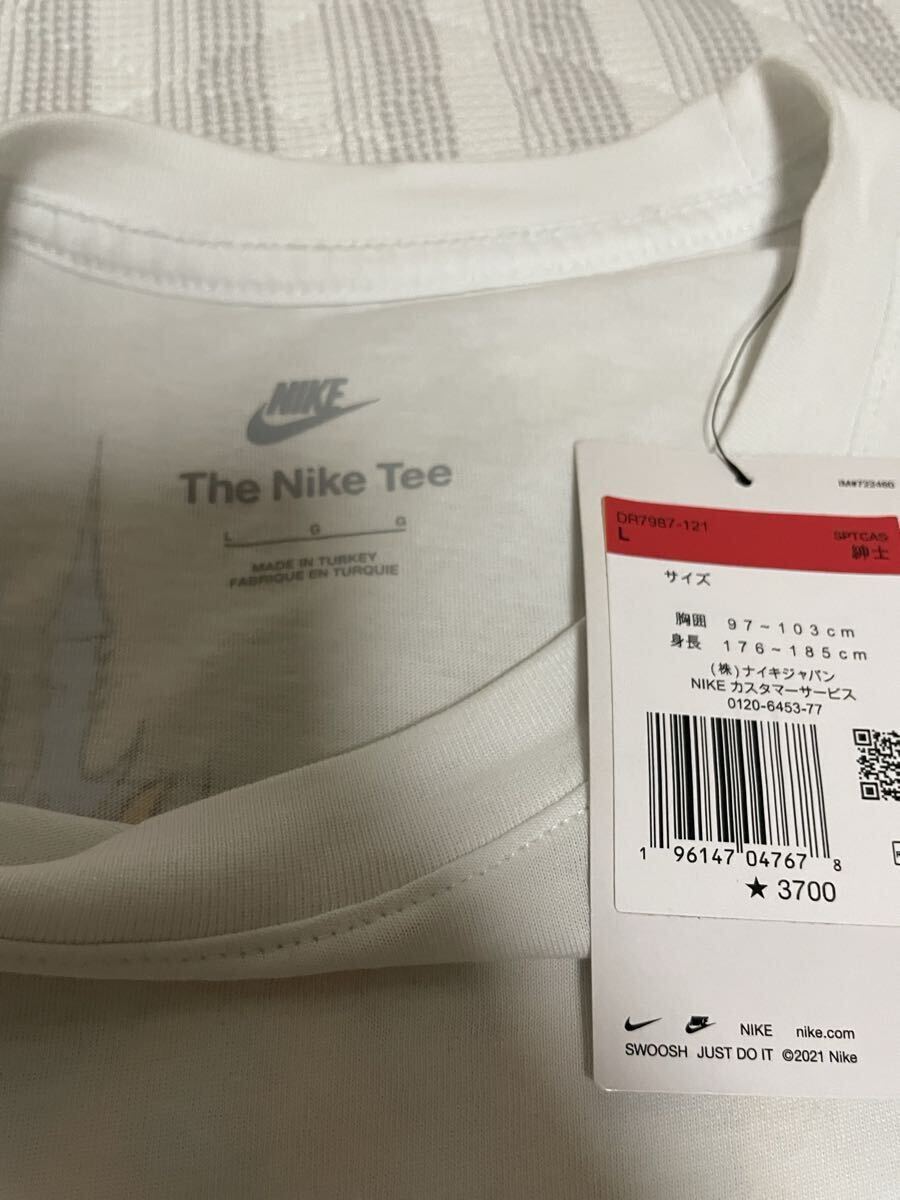 NIKE
The Nike Tee
L G G
MADE IN TURKEY
FABRIQUE EN TURQUIE
IM#722460
DR7987-121
L
SPTCAS
紳士
サイズ
胸囲 97~103cm
身長 176~185cm
(株)ナイキジャパン
NIKE カスタマーサービス
0120-6453-77
1 96147 04767 8
★ 3700
NIKE nike.com
SWOOSH JUST DO IT ©2021 Nike